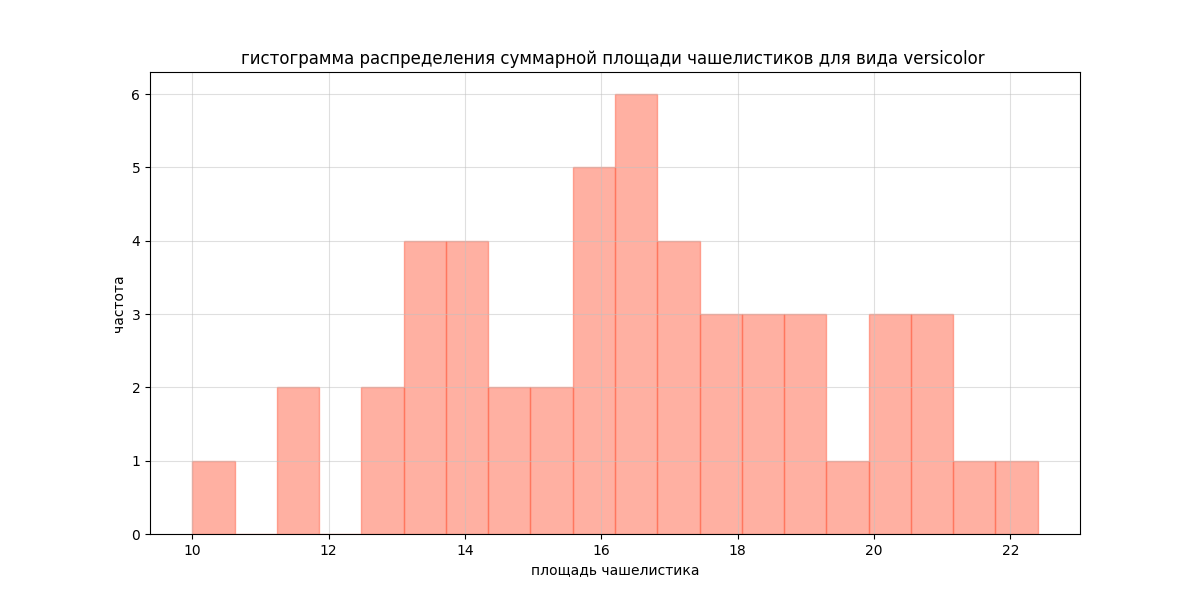 гистограмма распределения суммарной площади чашелистиков для вида versicolor
6
5
4
3
2
1
0
частота
10 12 14 16 18 20 22
площадь чашелистика